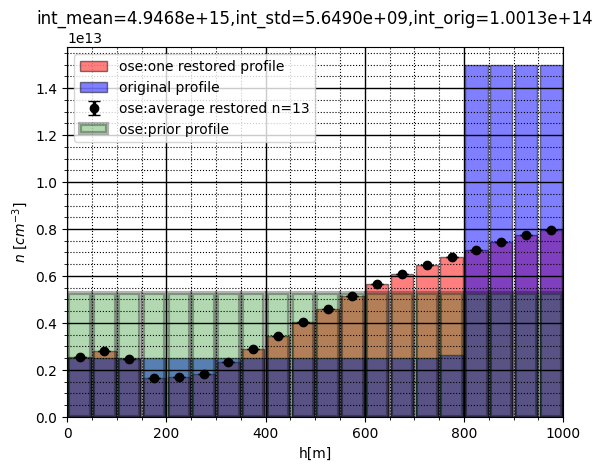 int_mean=4.9468e+15,int_std=5.6490e+09,int_orig=1.0013e+14
1e13
ose:one restored profile
original profile
ose:average restored n=13
ose:prior profile
1.4
1.2
1.0
0.8
0.6
0.4
0.2
0.0
n [cm⁻³]
0 200 400 600 800 1000
h[m]